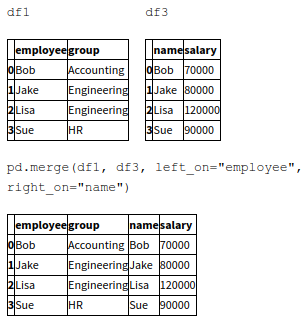 df1 df3
employee group name salary
0 Bob Accounting 0 Bob 70000
1 Jake Engineering 1 Jake 80000
2 Lisa Engineering 2 Lisa 120000
3 Sue HR 3 Sue 90000
pd.merge(df1, df3, left_on="employee",
right_on="name")
employee group name salary
0 Bob Accounting Bob 70000
1 Jake Engineering Jake 80000
2 Lisa Engineering Lisa 120000
3 Sue HR Sue 90000